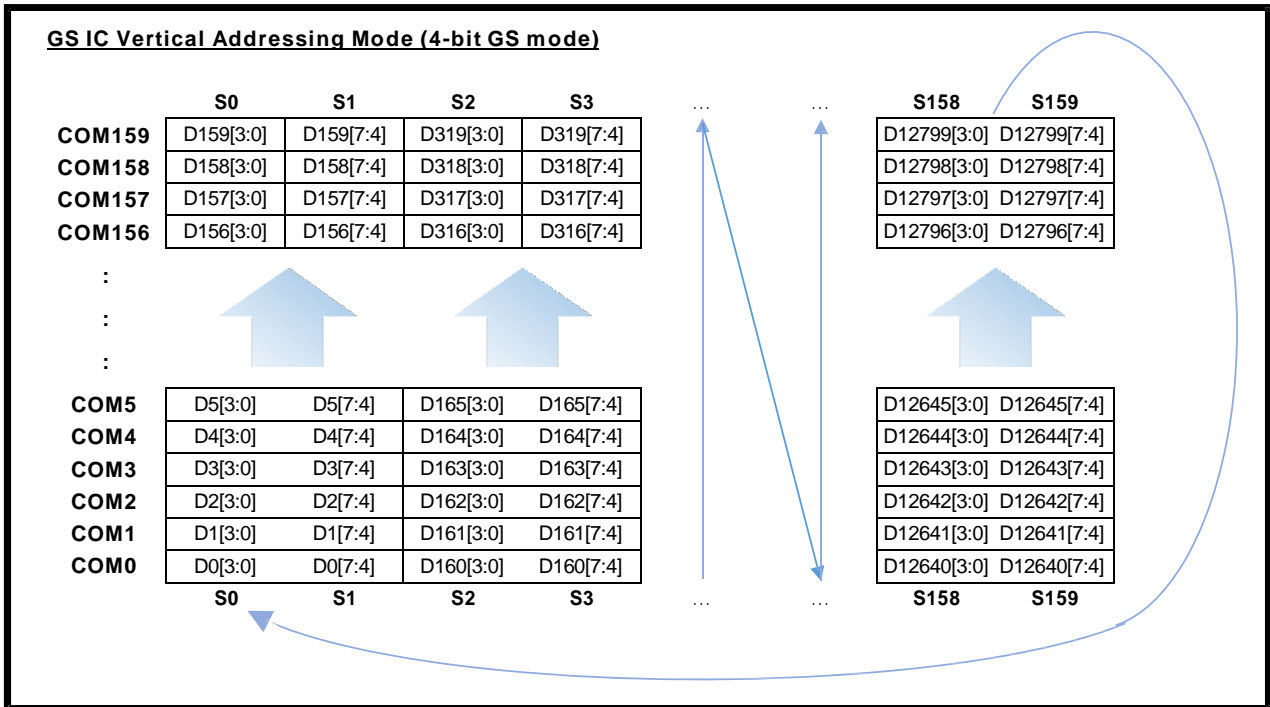 GS IC Vertical Addressing Mode (4-bit GS mode)
S0 S1 S2 S3 ... ... S158 S159
COM159 D159[3:0] D159[7:4] D319[3:0] D319[7:4] D12799[3:0] D12799[7:4]
COM158 D158[3:0] D158[7:4] D318[3:0] D318[7:4] D12798[3:0] D12798[7:4]
COM157 D157[3:0] D157[7:4] D317[3:0] D317[7:4] D12797[3:0] D12797[7:4]
COM156 D156[3:0] D156[7:4] D316[3:0] D316[7:4] D12796[3:0] D12796[7:4]
:
:
:
COM5 D5[3:0] D5[7:4] D165[3:0] D165[7:4] D12645[3:0] D12645[7:4]
COM4 D4[3:0] D4[7:4] D164[3:0] D164[7:4] D12644[3:0] D12644[7:4]
COM3 D3[3:0] D3[7:4] D163[3:0] D163[7:4] D12643[3:0] D12643[7:4]
COM2 D2[3:0] D2[7:4] D162[3:0] D162[7:4] D12642[3:0] D12642[7:4]
COM1 D1[3:0] D1[7:4] D161[3:0] D161[7:4] D12641[3:0] D12641[7:4]
COM0 D0[3:0] D0[7:4] D160[3:0] D160[7:4] D12640[3:0] D12640[7:4]
S0 S1 S2 S3 ... ... S158 S159